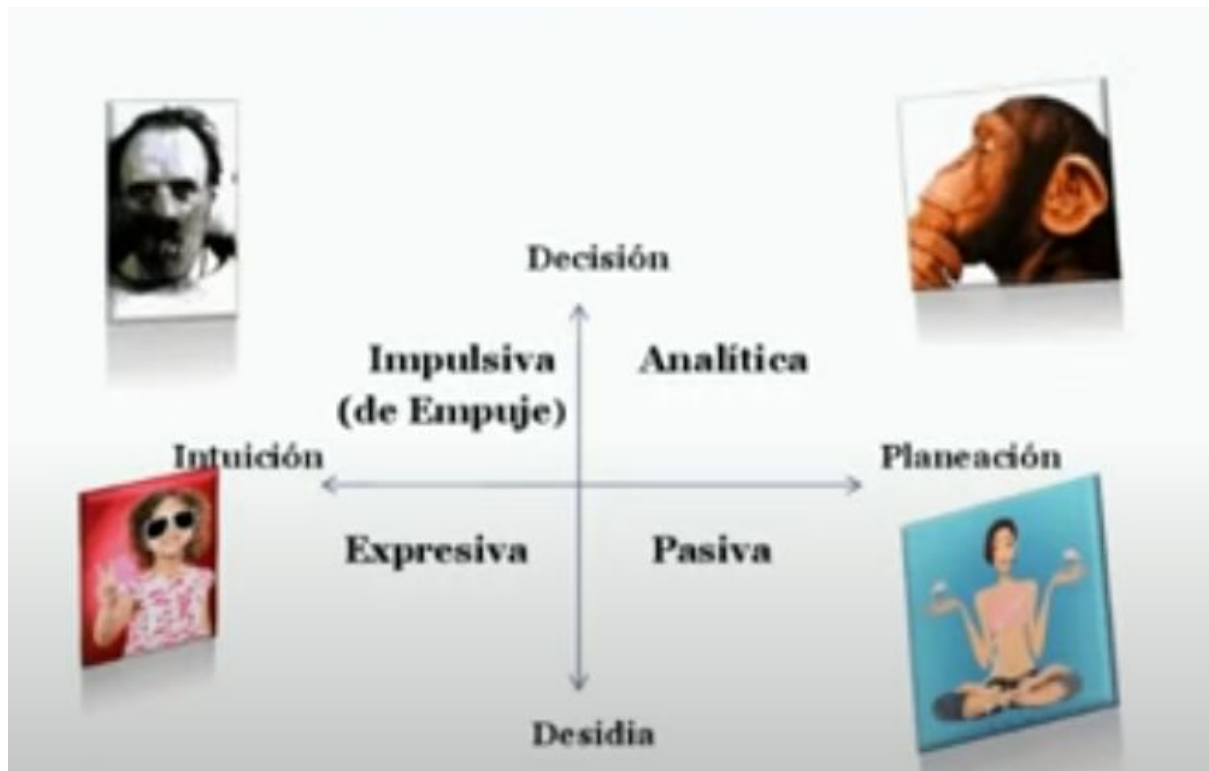 Decisión
Impulsiva
(de Empuje)
Analítica
Intuición
Planeación
Expresiva
Pasiva
Desidia